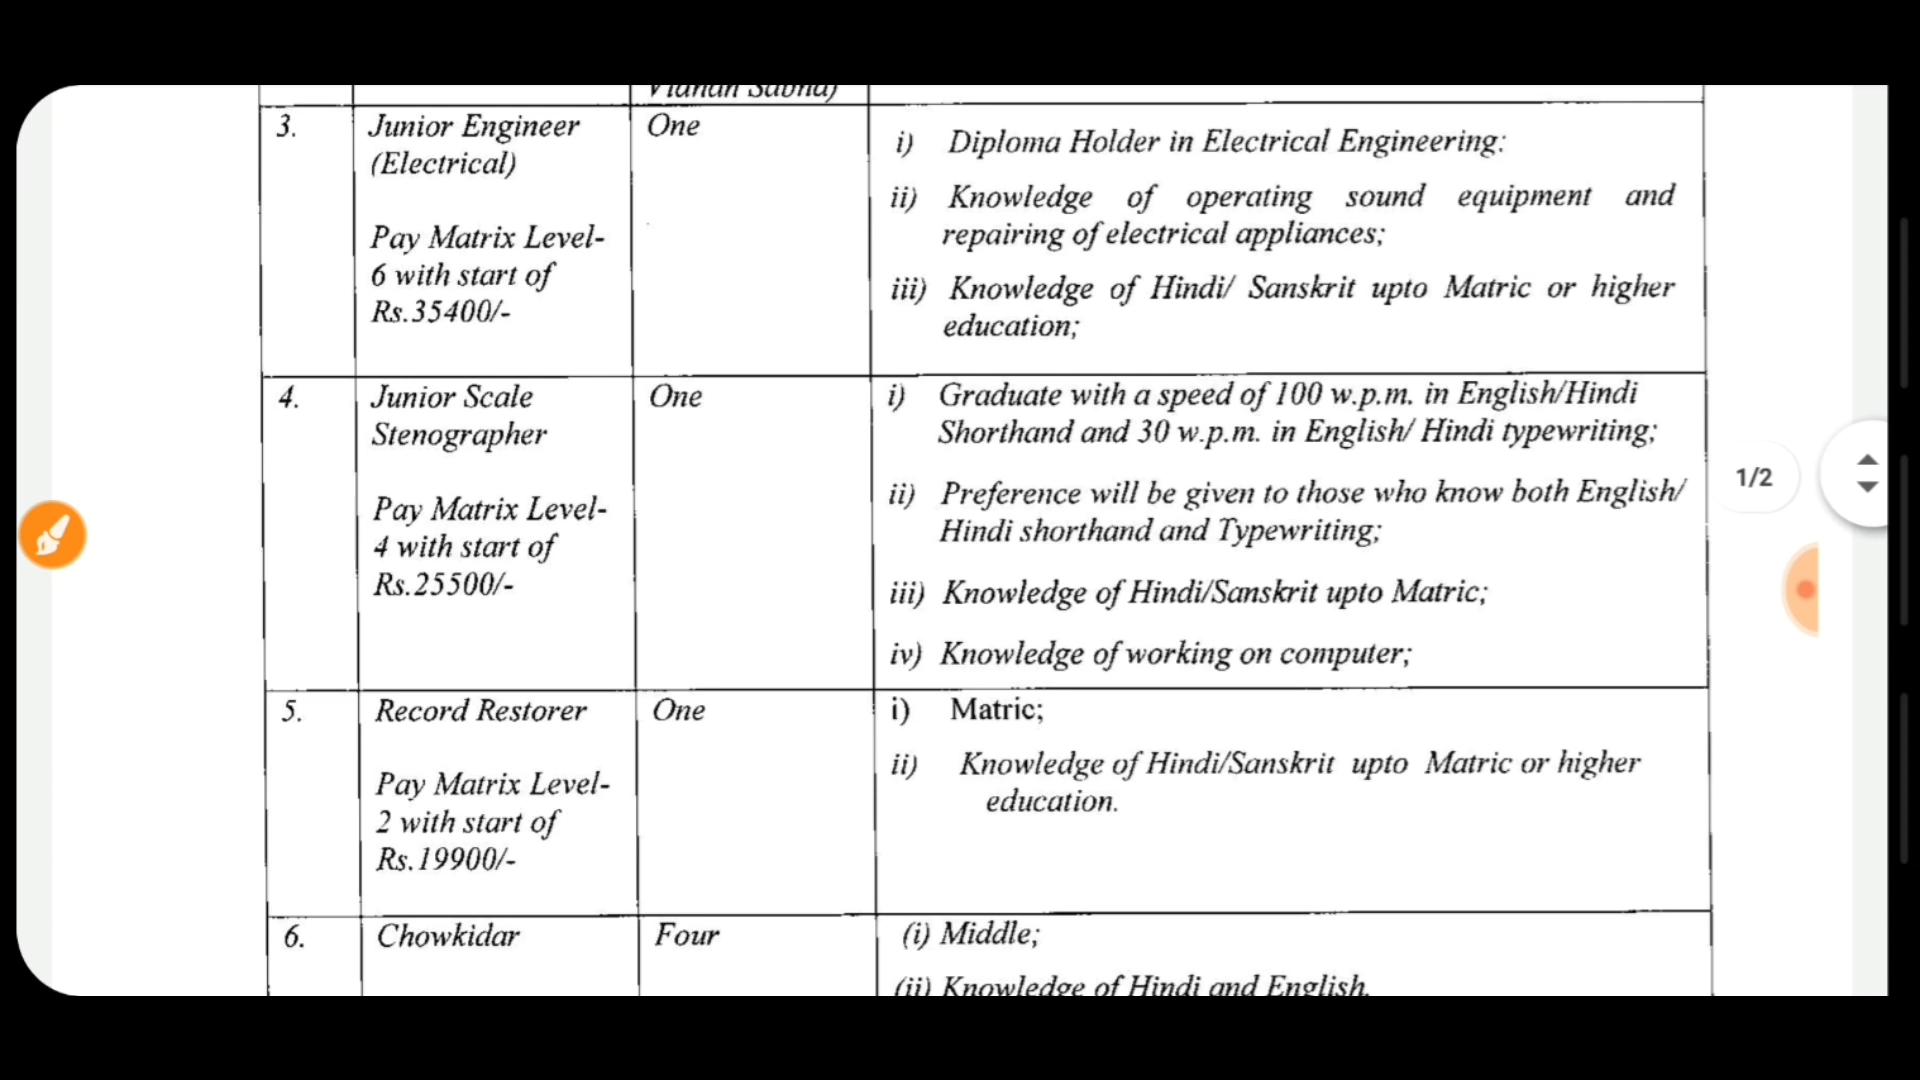 Vidhan Sabha)
3.
Junior Engineer
(Electrical)
Pay Matrix Level-
6 with start of
Rs.35400/-
One
i) Diploma Holder in Electrical Engineering:
ii) Knowledge of operating sound equipment and
repairing of electrical appliances;
iii) Knowledge of Hindi/ Sanskrit upto Matric or higher
education;
4.
Junior Scale
Stenographer
Pay Matrix Level-
4 with start of
Rs.25500/-
One
i) Graduate with a speed of 100 w.p.m. in English/Hindi
Shorthand and 30 w.p.m. in English/ Hindi typewriting;
ii) Preference will be given to those who know both English/
Hindi shorthand and Typewriting;
iii) Knowledge of Hindi/Sanskrit upto Matric;
iv) Knowledge of working on computer;
5.
Record Restorer
Pay Matrix Level-
2 with start of
Rs.19900/-
One
i) Matric;
ii) Knowledge of Hindi/Sanskrit upto Matric or higher
education.
6.
Chowkidar
Four
(i) Middle;
(ii) Knowledge of Hindi and English.
1/2